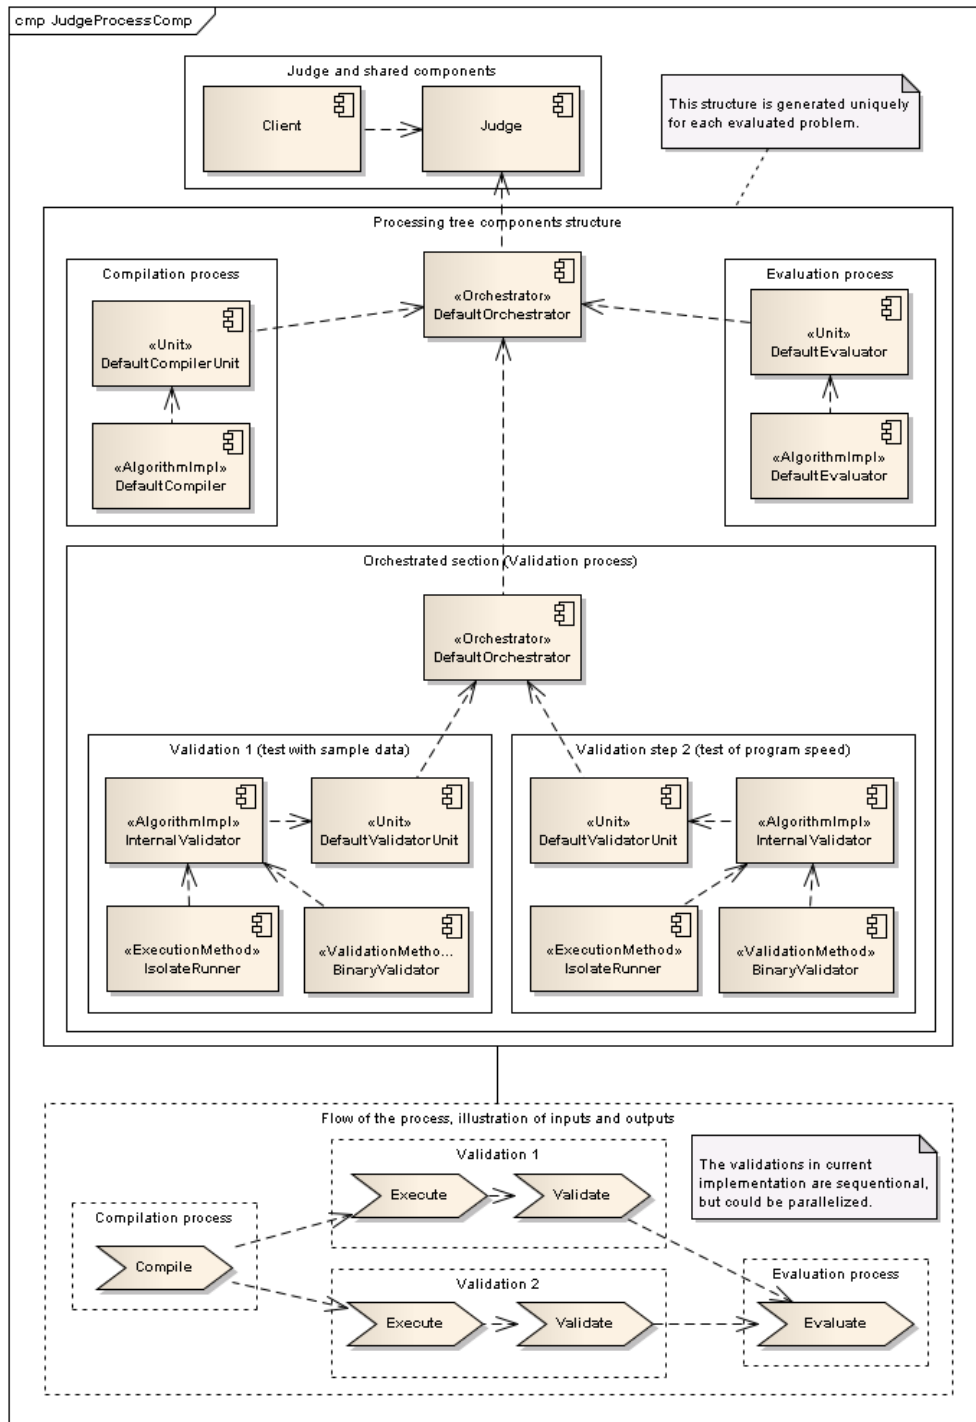 cmp JudgeProcessComp
Judge and shared components
Client
Judge
This structure is generated uniquely
for each evaluated problem.
Processing tree components structure
Compilation process
«Unit»
DefaultCompilerUnit
«AlgorithmImpl»
DefaultCompiler
«Orchestrator»
DefaultOrchestrator
Evaluation process
«Unit»
DefaultEvaluator
«AlgorithmImpl»
DefaultEvaluator
Orchestrated section (Validation process)
«Orchestrator»
DefaultOrchestrator
Validation 1 (test with sample data)
«AlgorithmImpl»
InternalValidator
«Unit»
DefaultValidatorUnit
«ExecutionMethod»
IsolateRunner
«ValidationMetho...
BinaryValidator
Validation step 2 (test of program speed)
«Unit»
DefaultValidatorUnit
«AlgorithmImpl»
InternalValidator
«ExecutionMethod»
IsolateRunner
«ValidationMethod»
BinaryValidator
Flow of the process, illustration of inputs and outputs
Validation 1
Execute
Validate
The validations in current
implementation are sequentional,
but could be parallelized.
Compilation process
Compile
Validation 2
Execute
Validate
Evaluation process
Evaluate